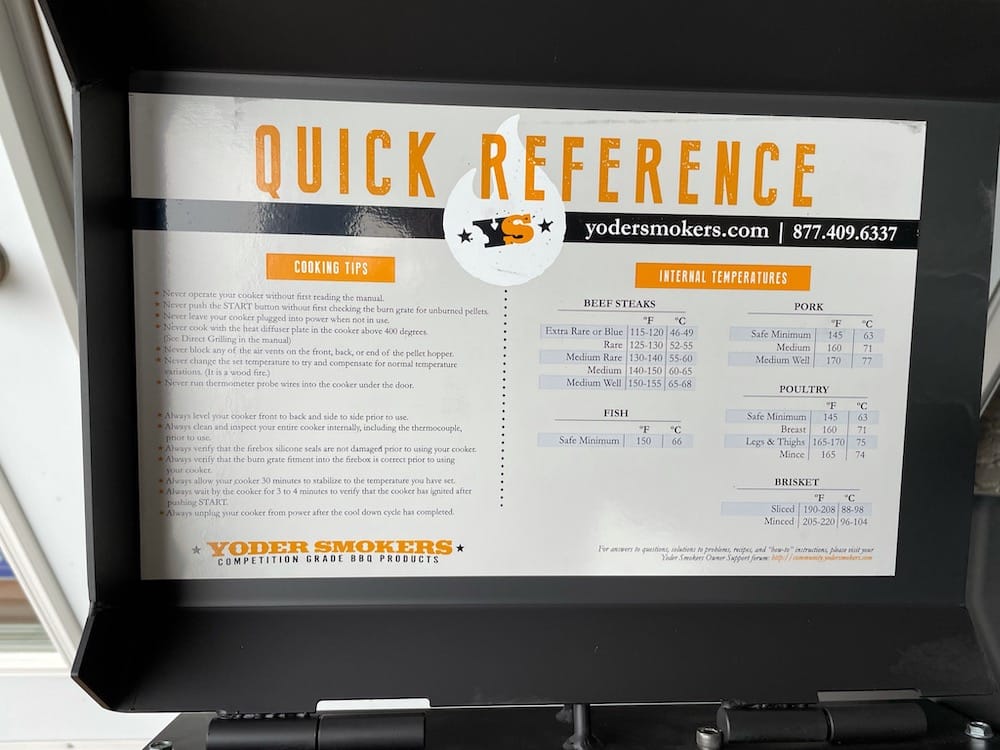 QUICK REFERENCE
YS
yodersmokers.com | 877.409.6337
COOKING TIPS
★ Never operate your cooker without first reading the manual.
★ Never push the START button without first checking the burn grate for unburned pellets.
★ Never leave your cooker plugged into power when not in use.
★ Never cook with the heat diffuser plate in the cooker above 400 degrees.
(See Direct Grilling in the manual)
★ Never block any of the air vents on the front, back, or end of the pellet hopper.
★ Never change the set temperature to try and compensate for normal temperature
variations. (It is a wood fire.)
★ Never run thermometer probe wires into the cooker under the door.
★ Always level your cooker front to back and side to side prior to use.
★ Always clean and inspect your entire cooker internally, including the thermocouple,
prior to use.
★ Always verify that the firebox silicone seals are not damaged prior to using your cooker.
★ Always verify that the burn grate fitment into the firebox is correct prior to using
your cooker.
★ Always allow your cooker 30 minutes to stabilize to the temperature you have set.
★ Always wait by the cooker for 3 to 4 minutes to verify that the cooker has ignited after
pushing START.
★ Always unplug your cooker from power after the cool down cycle has completed.
★ YODER SMOKERS ★
COMPETITION GRADE BBQ PRODUCTS
INTERNAL TEMPERATURES
BEEF STEAKS
°F °C
Extra Rare or Blue 115-120 46-49
Rare 125-130 52-55
Medium Rare 130-140 55-60
Medium 140-150 60-65
Medium Well 150-155 65-68
FISH
°F °C
Safe Minimum 150 66
PORK
°F °C
Safe Minimum 145 63
Medium 160 71
Medium Well 170 77
POULTRY
°F °C
Safe Minimum 145 63
Breast 160 71
Legs & Thighs 165-170 75
Mince 165 74
BRISKET
°F °C
Sliced 190-208 88-98
Minced 205-220 96-104
For answers to questions, solutions to problems, recipes, and "how-to" instructions, please visit your
Yoder Smokers Owner Support forum: http://community.yodersmokers.com